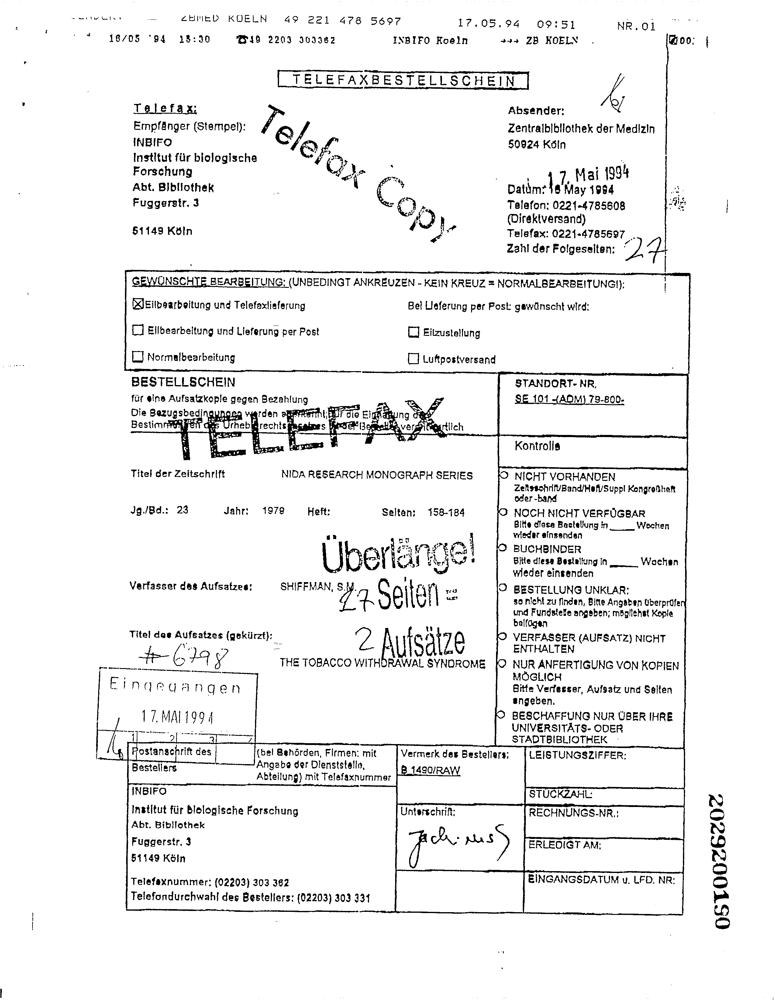 ZBMED KOELN 49 221 478 5697 17.05.94 09:51 NR.01
16/05 '94 15:30 ☎49 2203 303362 INBIFO Koeln →→→ ZB KOELN
TELEFAXBESTELLSCHEIN
Telefax:
Empfänger (Stempel):
INBIFO
Institut für biologische
Forschung
Abt. Bibliothek
Fuggerstr. 3
51149 Köln
Telefax Copy
Absender:
Zentralbibliothek der Medizin
50924 Köln
17. Mai 1994
Datum: 16 May 1994
Telefon: 0221-4785608
(Direktversand)
Telefax: 0221-4785697
Zahl der Folgeseiten: 27
GEWÜNSCHTE BEARBEITUNG: (UNBEDINGT ANKREUZEN - KEIN KREUZ = NORMALBEARBEITUNG!):
☒ Eilbearbeitung und Telefaxlieferung
Bei Lieferung per Post gewünscht wird:
☐ Eilbearbeitung und Lieferung per Post
☐ Eilzustellung
☐ Normalbearbeitung
☐ Luftpostversand
BESTELLSCHEIN
für eine Aufsatzkopie gegen Bezahlung
Die Bezugsbedingungen werden anerkannt; für die Einhaltung der
Bestimmungen des Urheberrechtsgesetzes ist der Besteller verantwortlich
TELEFAX
STANDORT- NR.
SE 101 -(ADM) 79-800-
Kontrolle
Titel der Zeitschrift NIDA RESEARCH MONOGRAPH SERIES
Jg./Bd.: 23 Jahr: 1979 Heft: Seiten: 158-184
Überlänge!
Verfasser des Aufsatzes: SHIFFMAN, S.M.
27 Seiten =
2 Aufsätze
Titel des Aufsatzes (gekürzt):
# 6798
THE TOBACCO WITHDRAWAL SYNDROME
O NICHT VORHANDEN
Zeitschrift/Band/Heft/Suppl Kongreßheft
oder -band
O NOCH NICHT VERFÜGBAR
Bitte diese Bestellung in ____ Wochen
wieder einsenden
O BUCHBINDER
Bitte diese Bestellung in ____ Wochen
wieder einsenden
O BESTELLUNG UNKLAR:
so nicht zu finden, Bitte Angaben überprüfen
und Fundstelle angeben; möglichst Kopie
beifügen
O VERFASSER (AUFSATZ) NICHT
ENTHALTEN
O NUR ANFERTIGUNG VON KOPIEN
MÖGLICH
Bitte Verfasser, Aufsatz und Seiten
angeben.
O BESCHAFFUNG NUR ÜBER IHRE
UNIVERSITÄTS- ODER
STADTBIBLIOTHEK
Eingegangen
17. MAI 1994
1 2 3
Postanschrift des
Bestellers
(bei Behörden, Firmen: mit
Angabe der Dienststelle,
Abteilung) mit Telefaxnummer
Vermerk des Bestellers:
B 1490/RAW
LEISTUNGSZIFFER:
STÜCKZAHL:
INBIFO
Institut für biologische Forschung
Abt. Bibliothek
Fuggerstr. 3
51149 Köln
Telefaxnummer: (02203) 303 362
Telefondurchwahl des Bestellers: (02203) 303 331
Unterschrift:
RECHNUNGS-NR.:
ERLEDIGT AM:
EINGANGSDATUM u. LFD. NR:
2029200190